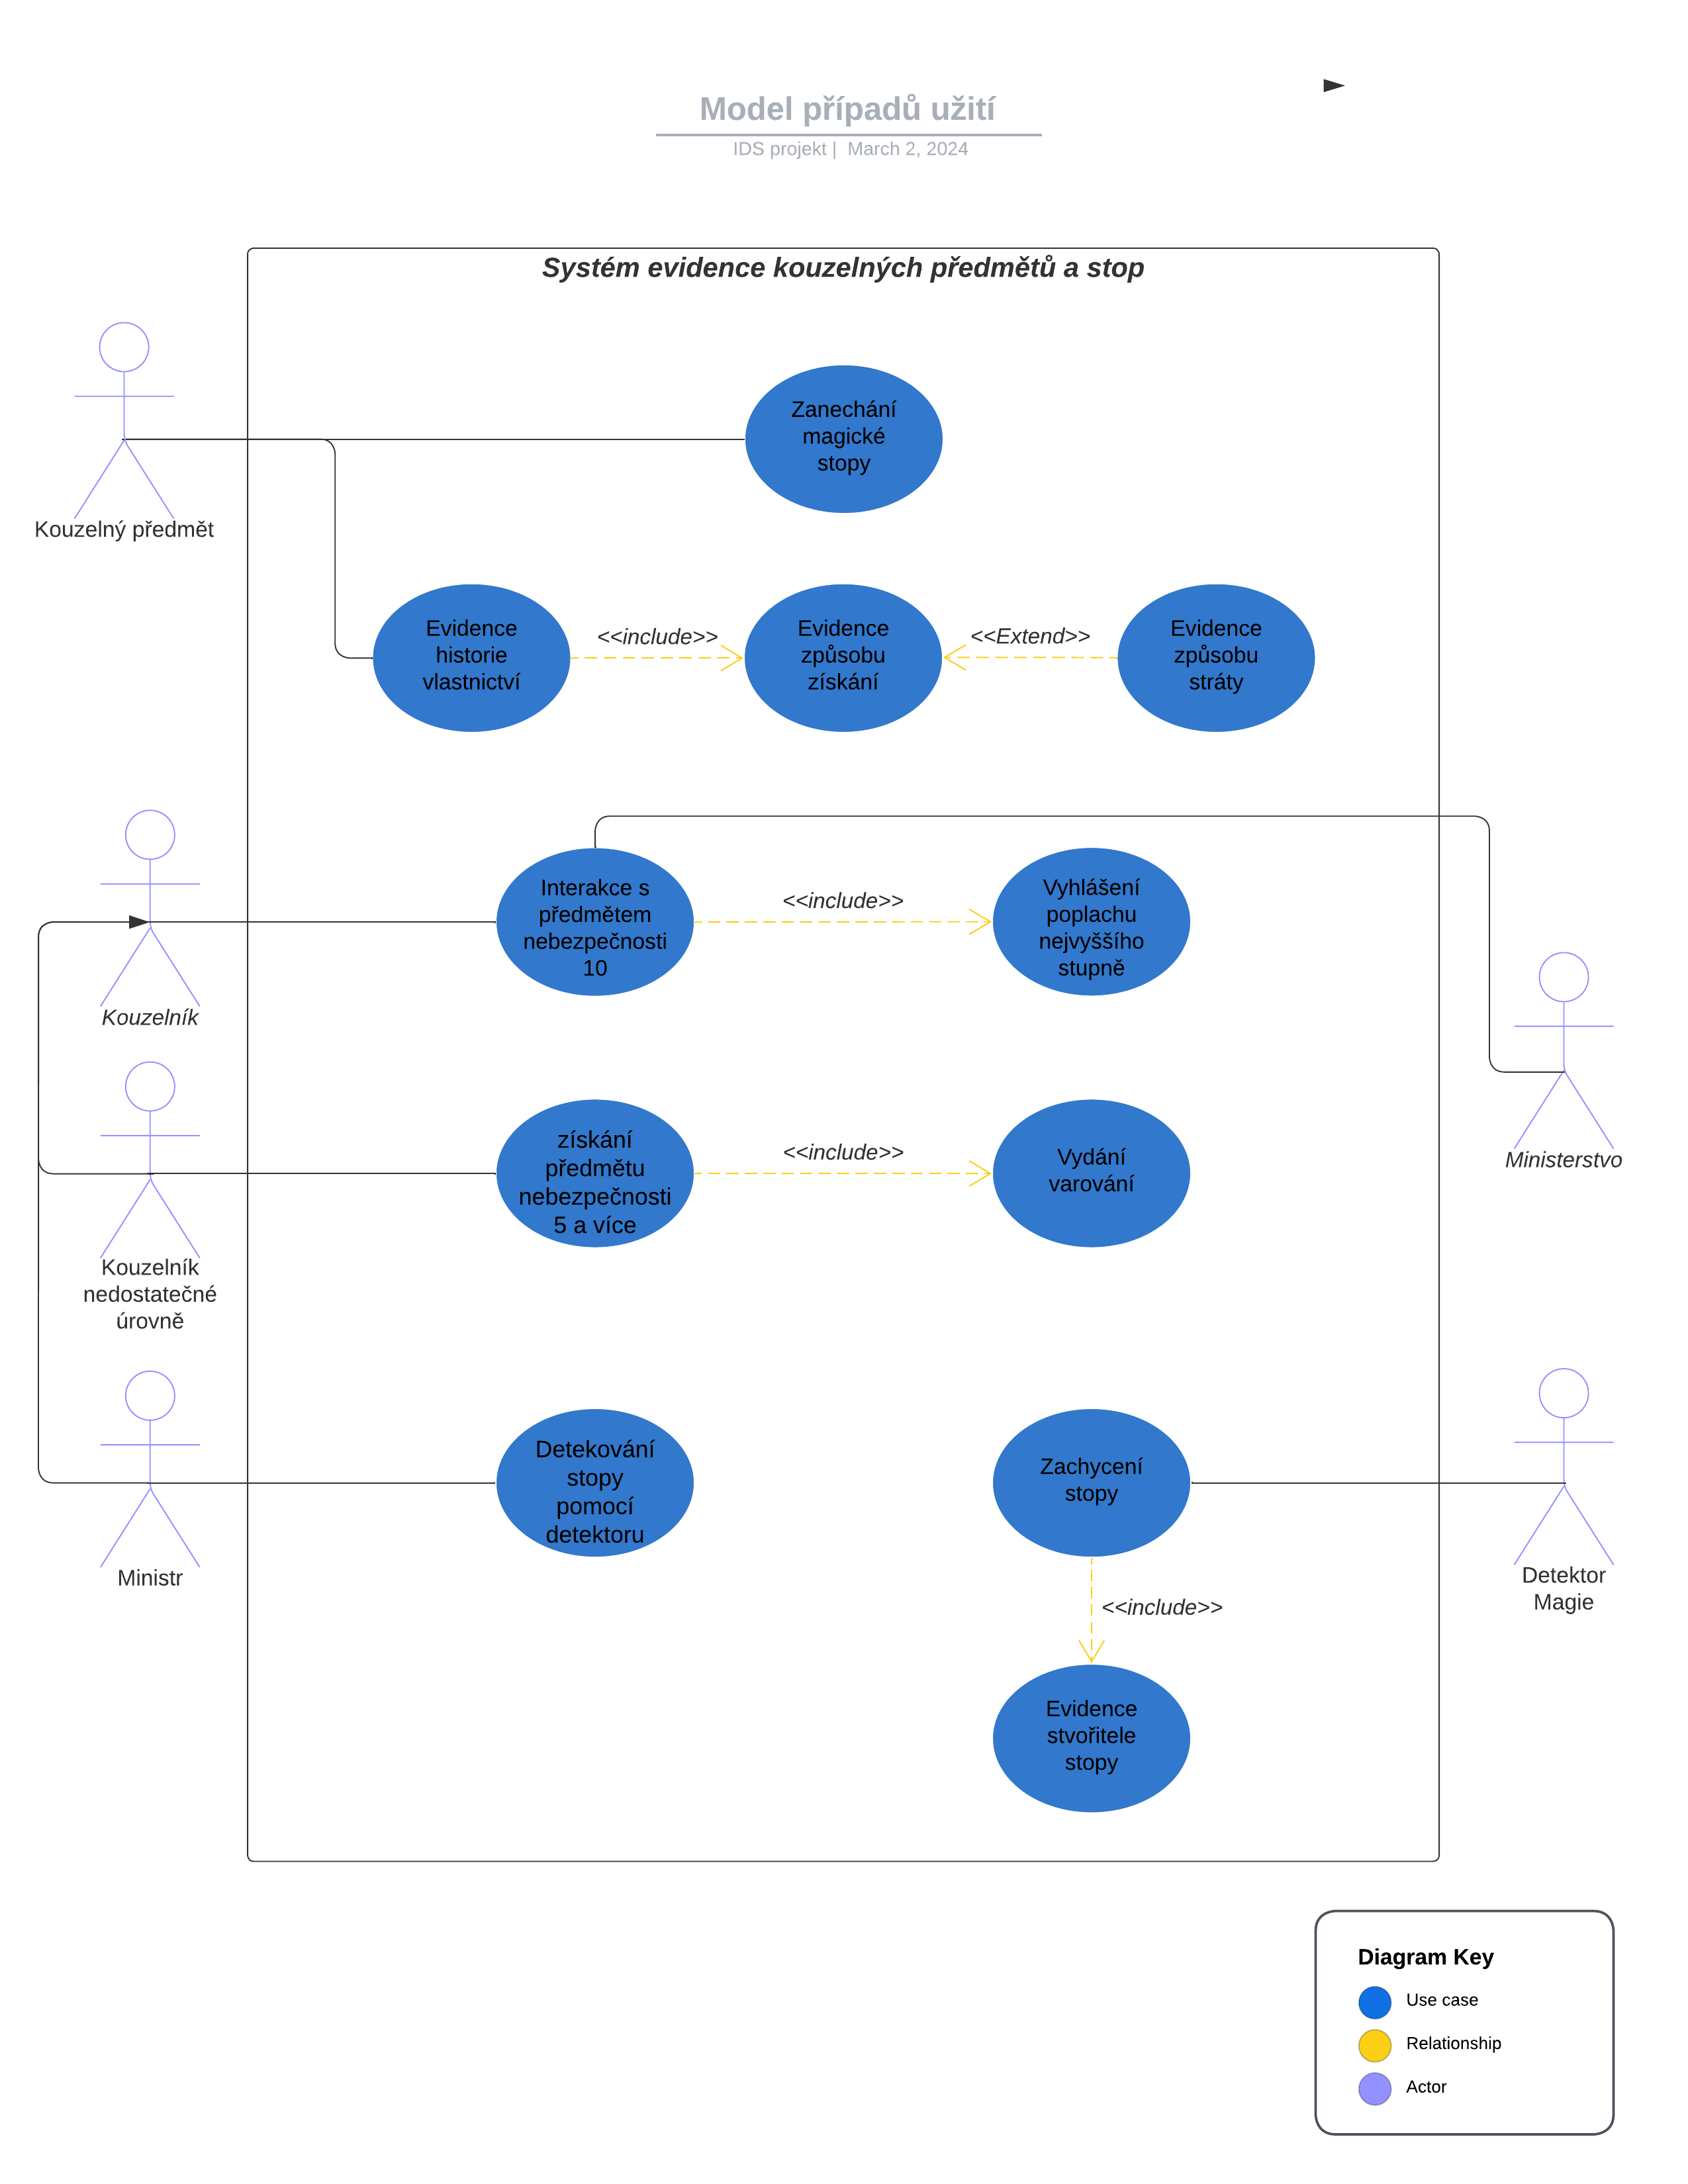 Model případů užití
IDS projekt | March 2, 2024
Systém evidence kouzelných předmětů a stop
Zanechání
magické
stopy
Kouzelný předmět
Evidence
historie
vlastnictví
<<include>>
Evidence
způsobu
získání
<<Extend>>
Evidence
způsobu
stráty
Interakce s
předmětem
nebezpečnosti
10
<<include>>
Vyhlášení
poplachu
nejvyššího
stupně
Kouzelník
získání
předmětu
nebezpečnosti
5 a více
<<include>>
Vydání
varování
Ministerstvo
Kouzelník
nedostatečné
úrovně
Detekování
stopy
pomocí
detektoru
Zachycení
stopy
Ministr
Detektor
Magie
<<include>>
Evidence
stvořitele
stopy
Diagram Key
Use case
Relationship
Actor